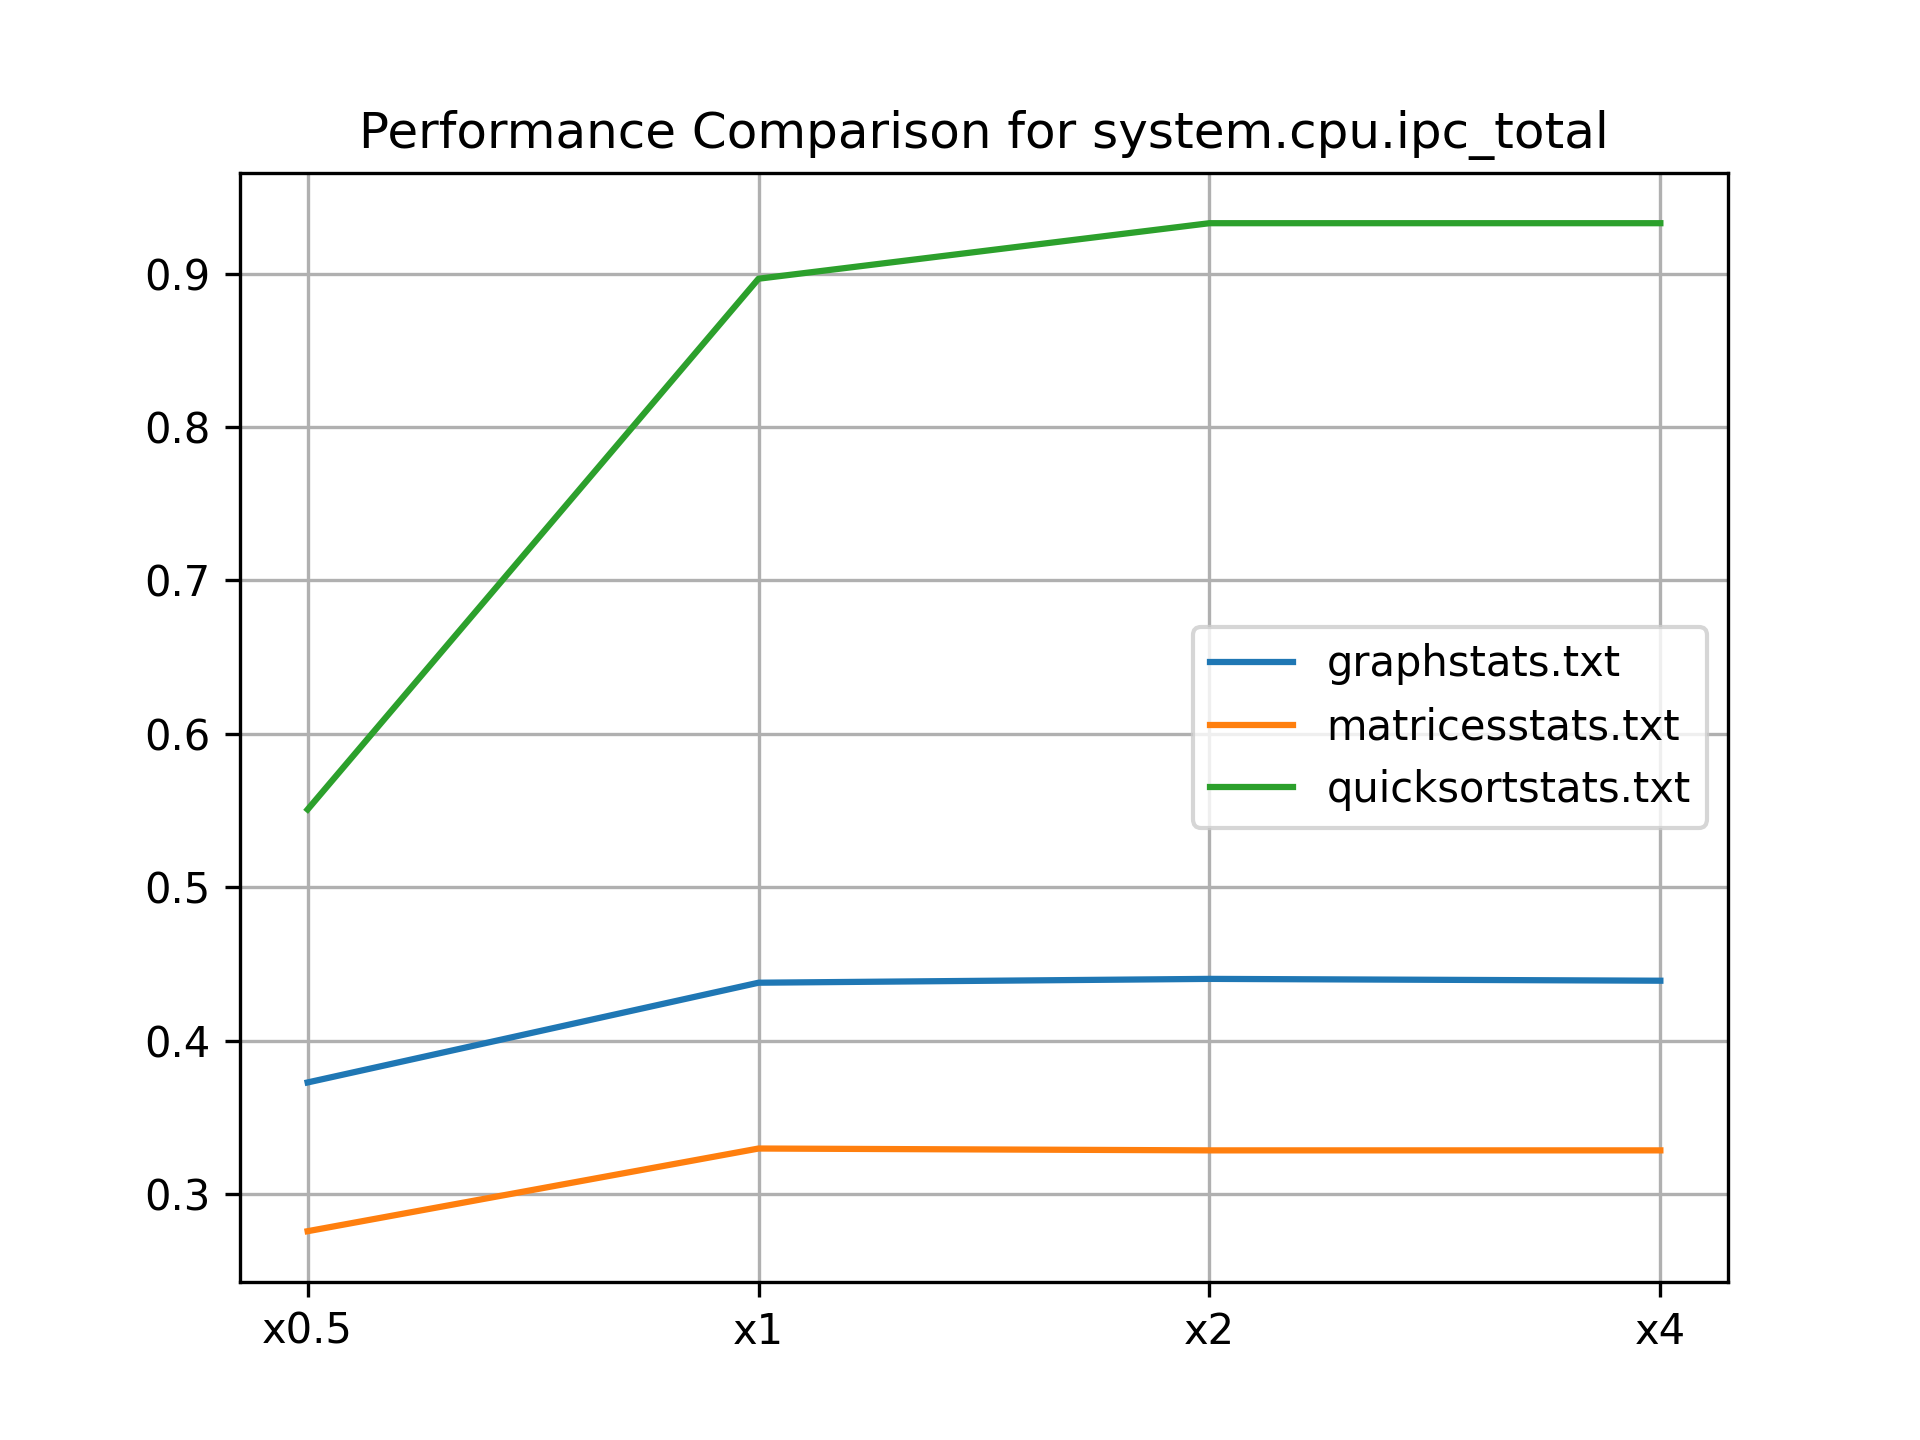 Performance Comparison for system.cpu.ipc_total
0.9
0.8
0.7
0.6
0.5
0.4
0.3
graphstats.txt
matricesstats.txt
quicksortstats.txt
x0.5 x1 x2 x4